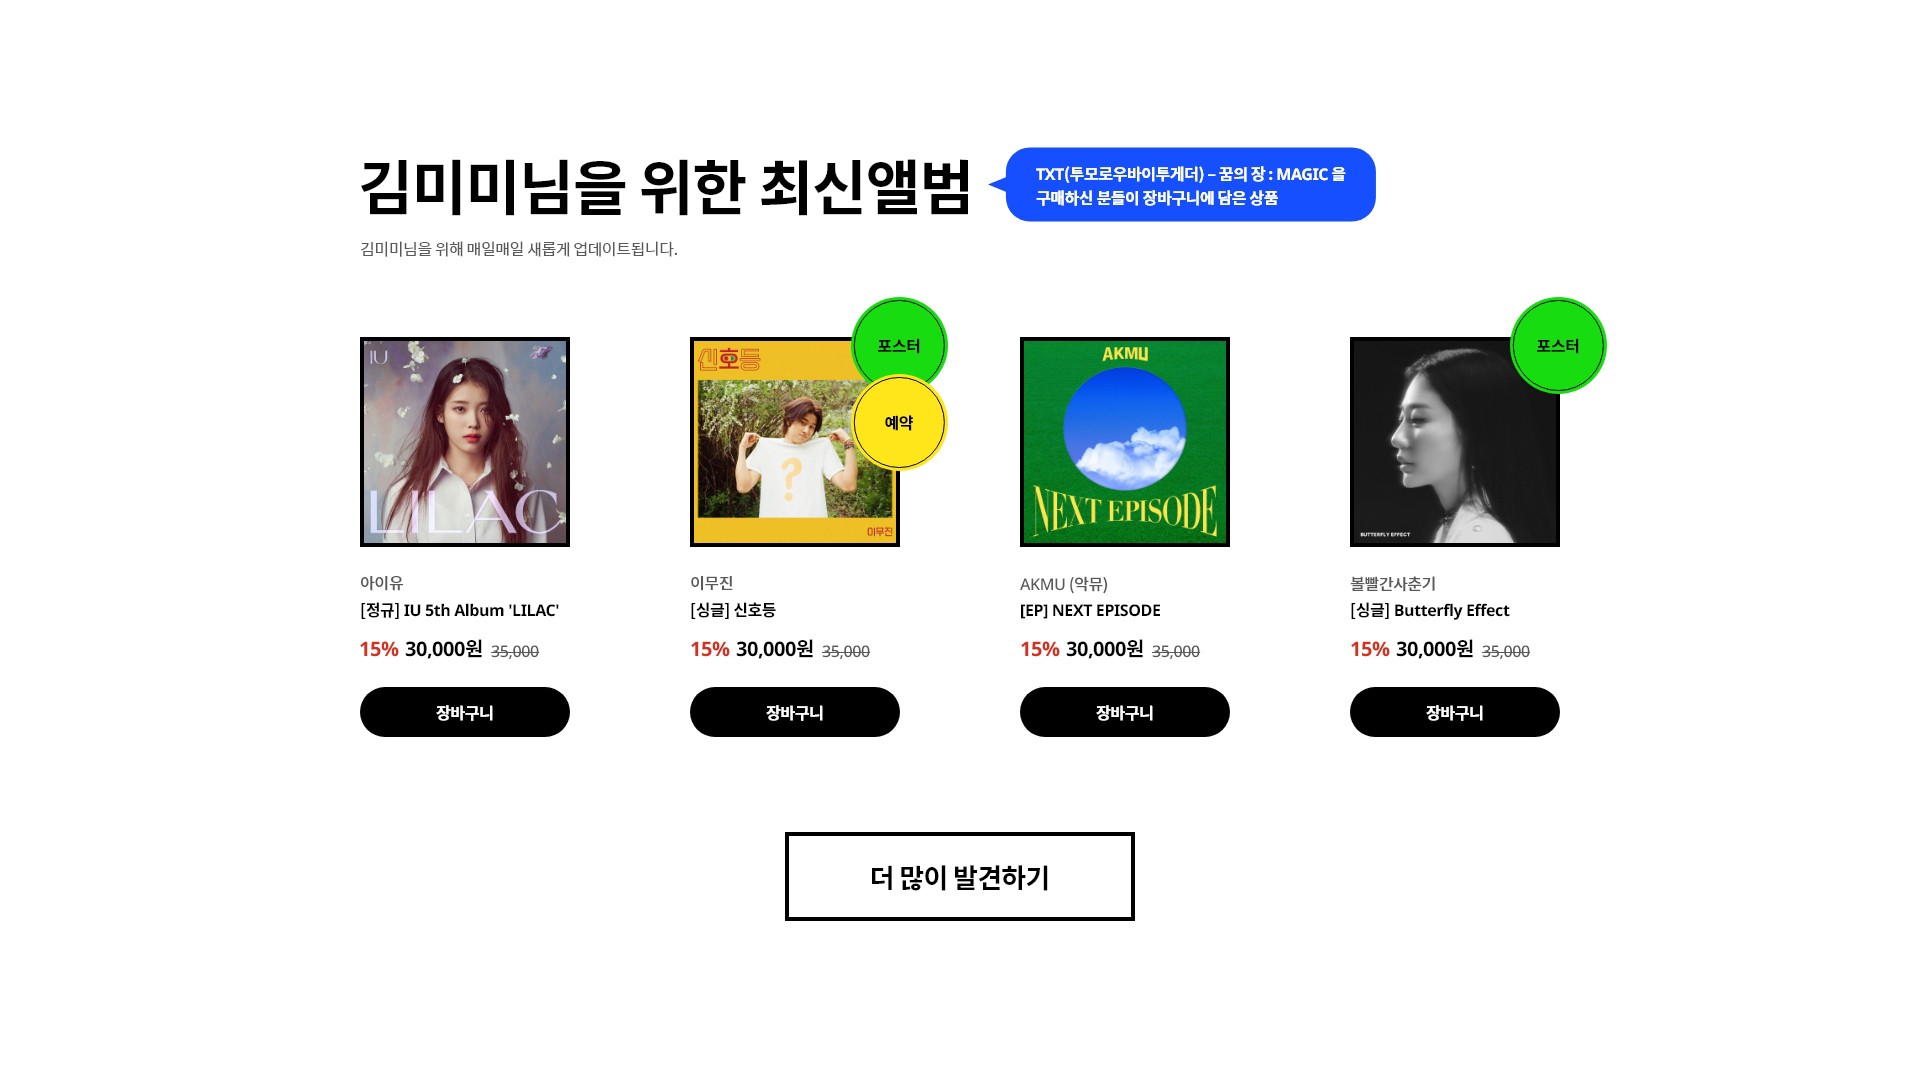 김미미님을 위한 최신앨범
TXT(투모로우바이투게더) – 꿈의 장 : MAGIC 을
구매하신 분들이 장바구니에 담은 상품
김미미님을 위해 매일매일 새롭게 업데이트됩니다.
IU
LILAC
아이유
[정규] IU 5th Album 'LILAC'
15% 30,000원 35,000
장바구니
신호등
포스터
예약
?
이무진
이무진
[싱글] 신호등
15% 30,000원 35,000
장바구니
AKMU
NEXT EPISODE
AKMU (악뮤)
[EP] NEXT EPISODE
15% 30,000원 35,000
장바구니
포스터
BUTTERFLY EFFECT
볼빨간사춘기
[싱글] Butterfly Effect
15% 30,000원 35,000
장바구니
더 많이 발견하기